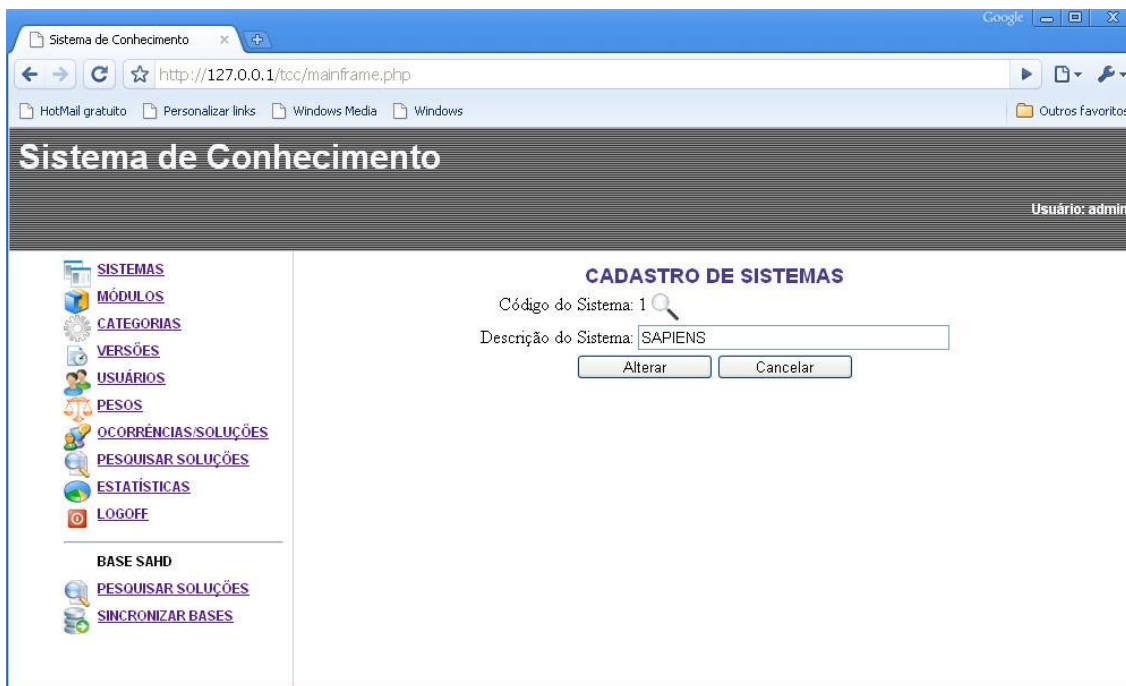 Google
Sistema de Conhecimento
http://127.0.0.1/tcc/mainframe.php
HotMail gratuito Personalizar links Windows Media Windows Outros favoritos
Sistema de Conhecimento
Usuário: admin
SISTEMAS
MÓDULOS
CATEGORIAS
VERSÕES
USUÁRIOS
PESOS
OCORRÊNCIAS/SOLUÇÕES
PESQUISAR SOLUÇÕES
ESTATÍSTICAS
LOGOFF
BASE SAHD
PESQUISAR SOLUÇÕES
SINCRONIZAR BASES
CADASTRO DE SISTEMAS
Código do Sistema: 1
Descrição do Sistema: SAPIENS
Alterar Cancelar